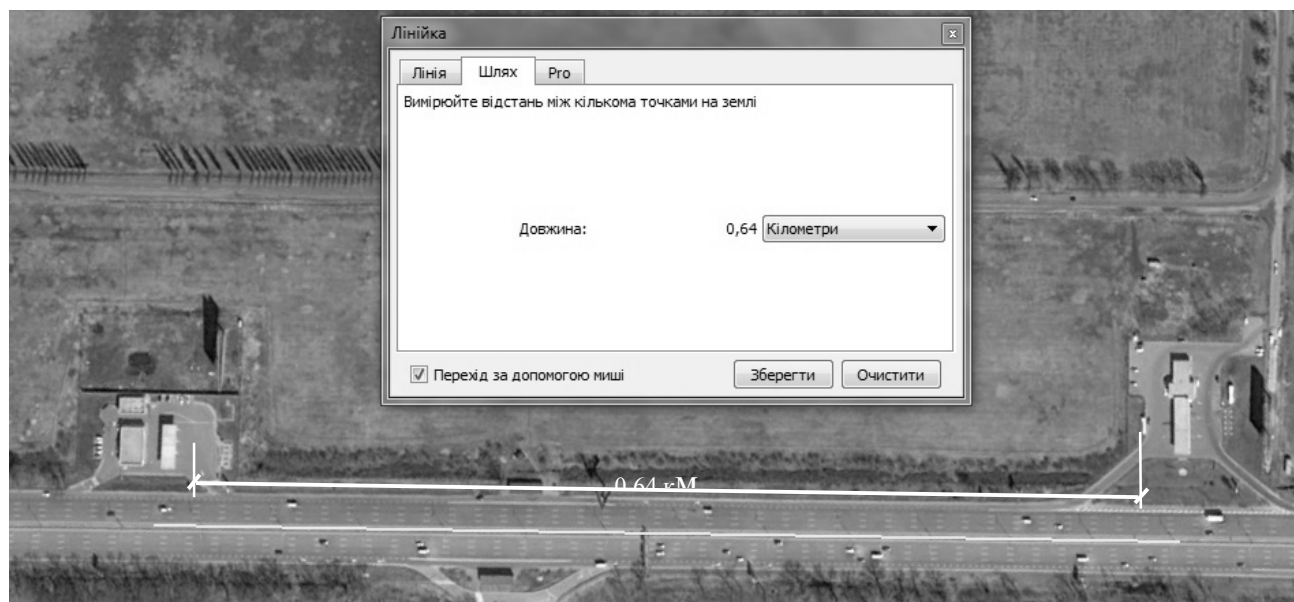 Лінійка
Лінія Шлях Pro
Вимірюйте відстань між кількома точками на землі
Довжина: 0,64 Кілометри
Перехід за допомогою миші Зберегти Очистити
0,64 кМ